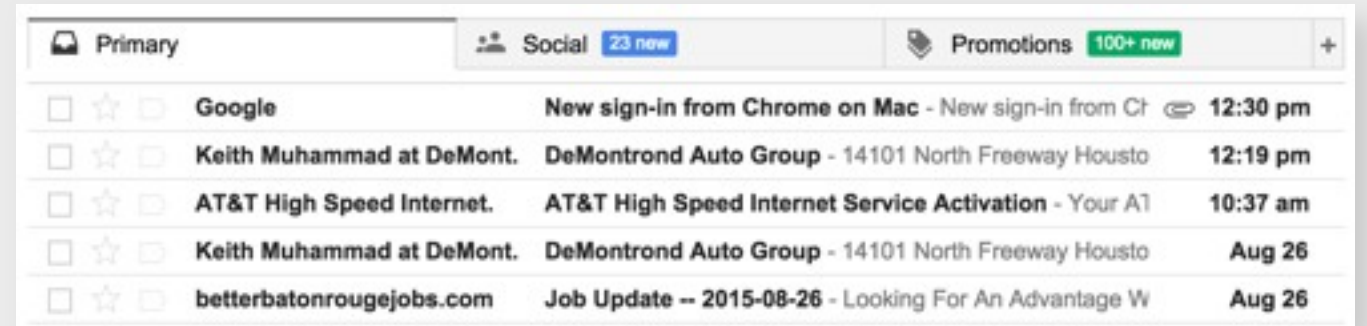 Primary Social 23 new Promotions 100+ new +
Google New sign-in from Chrome on Mac - New sign-in from Ch 12:30 pm
Keith Muhammad at DeMont. DeMontrond Auto Group - 14101 North Freeway Housto 12:19 pm
AT&T High Speed Internet. AT&T High Speed Internet Service Activation - Your AT 10:37 am
Keith Muhammad at DeMont. DeMontrond Auto Group - 14101 North Freeway Housto Aug 26
betterbatonrougejobs.com Job Update -- 2015-08-26 - Looking For An Advantage W Aug 26